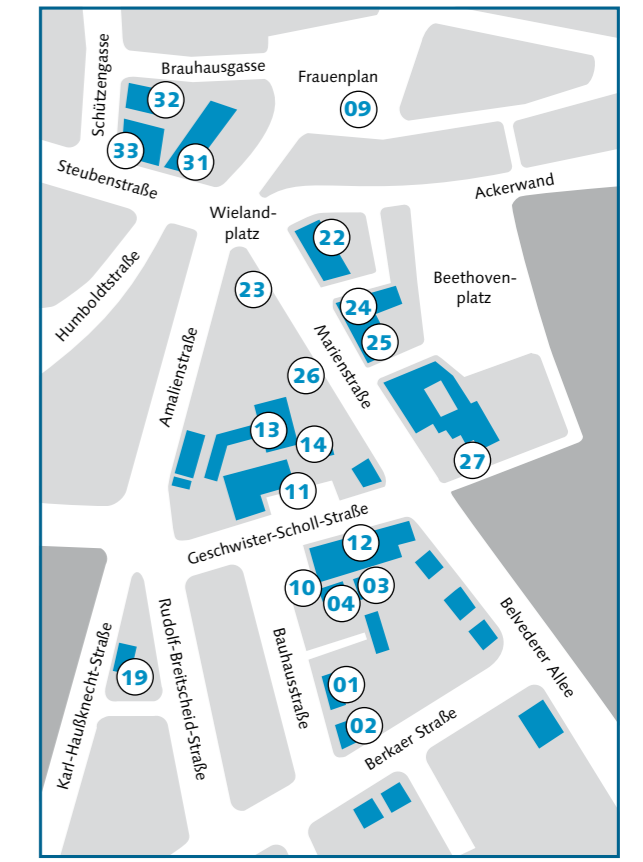 Schützengasse
Brauhausgasse
Frauenplan
32
09
33
31
Steubenstraße
Ackerwand
Wieland-
platz
22
Humboldtstraße
23
Beethoven-
platz
24
25
Marienstraße
Amalienstraße
26
13
14
27
11
Geschwister-Scholl-Straße
12
10
03
04
Karl-Haußknecht-Straße
Rudolf-Breitscheid-Straße
Bauhausstraße
Belvederer Allee
19
01
02
Berkaer Straße